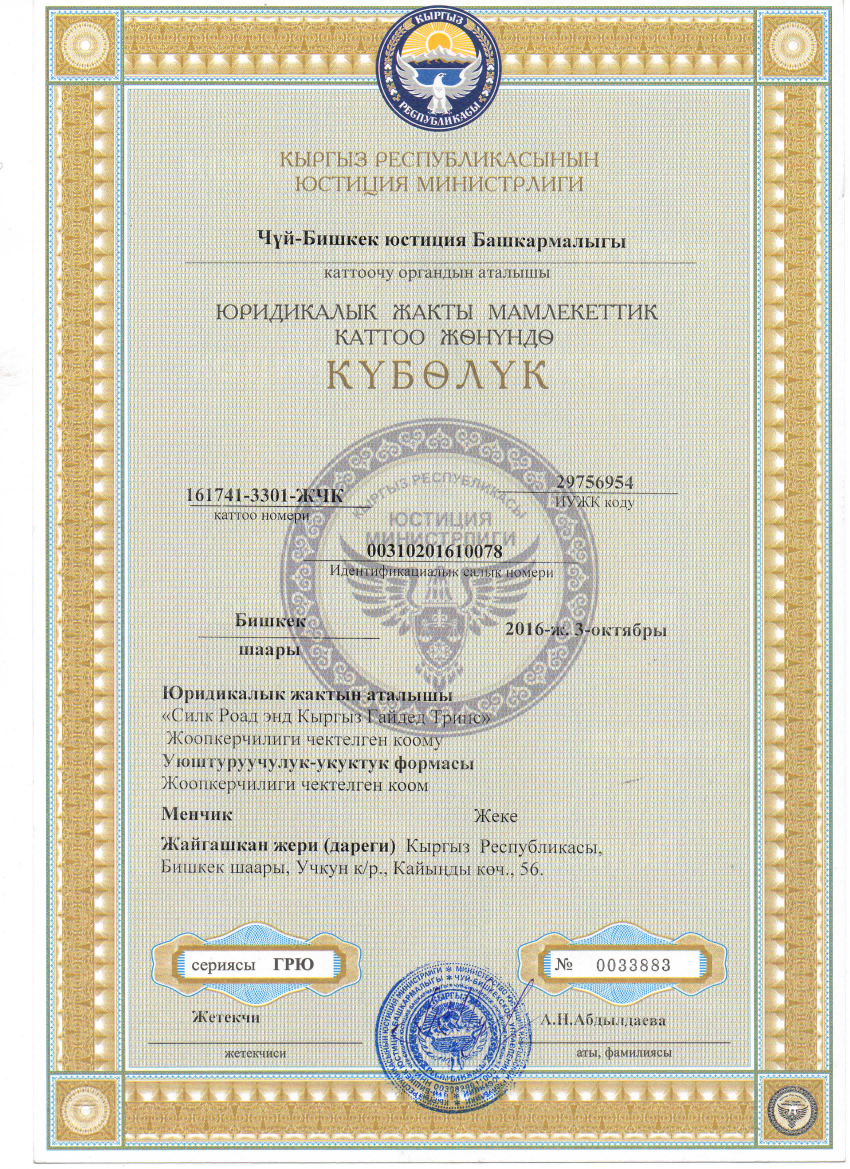 КЫРГЫЗ
РЕСПУБЛИКАСЫ
КЫРГЫЗ РЕСПУБЛИКАСЫНЫН
ЮСТИЦИЯ МИНИСТРЛИГИ
Чүй-Бишкек юстиция Башкармалыгы
каттоочу органдын аталышы
ЮРИДИКАЛЫК ЖАКТЫ МАМЛЕКЕТТИК
КАТТОО ЖӨНҮНДӨ
КҮБӨЛҮК
КЫРГЫЗ РЕСПУБЛИКАСЫ
ЮСТИЦИЯ
МИНИСТРЛИГИ
161741-3301-ЖЧК
каттоо номери
29756954
ИУЖК коду
00310201610078
Идентификациалык салык номери
Бишкек
шаары
2016-ж. 3-октябры
Юридикалык жактын аталышы
«Силк Роад энд Кыргыз Гайдед Трипс»
Жоопкерчилиги чектелген коому
Уюштуруучулук-укуктук формасы
Жоопкерчилиги чектелген коом
Менчик Жеке
Жайгашкан жери (дареги) Кыргыз Республикасы,
Бишкек шаары, Учкун к/р., Кайыңды көч., 56.
сериясы ГРЮ
№ 0033883
Жетекчи
жетекчиси
А.Н.Абдылдаева
аты, фамилиясы